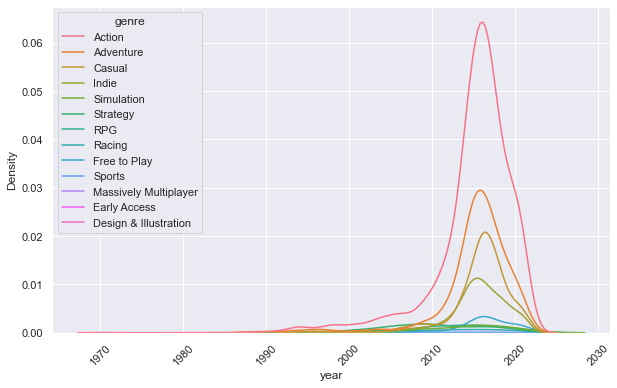 genre
Action
Adventure
Casual
Indie
Simulation
Strategy
RPG
Racing
Free to Play
Sports
Massively Multiplayer
Early Access
Design & Illustration
Density
0.06
0.05
0.04
0.03
0.02
0.01
0.00
1970
1980
1990
2000
2010
2020
2030
year